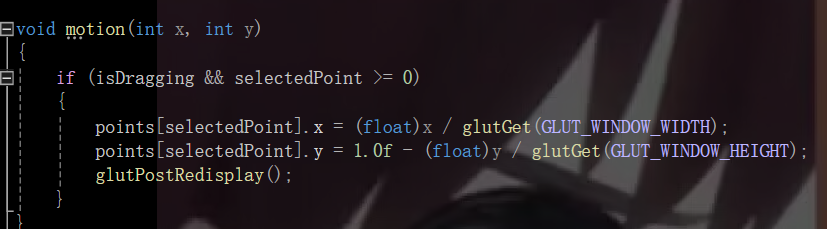 void motion(int x, int y)
{
if (isDragging && selectedPoint >= 0)
{
points[selectedPoint].x = (float)x / glutGet(GLUT_WINDOW_WIDTH);
points[selectedPoint].y = 1.0f - (float)y / glutGet(GLUT_WINDOW_HEIGHT);
glutPostRedisplay();
}
}